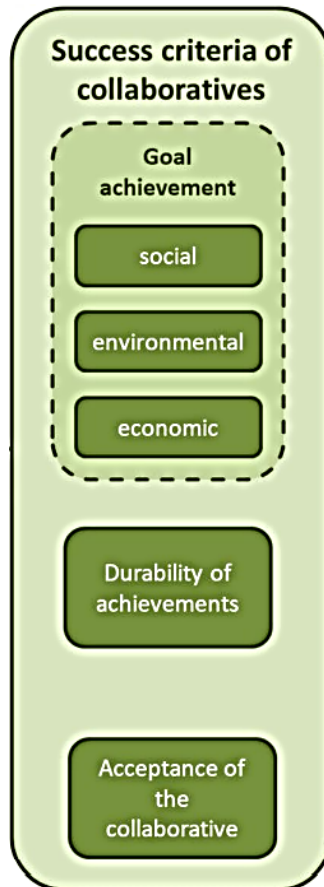 Success criteria of
collaboratives
Goal
achievement
social
environmental
economic
Durability of
achievements
Acceptance of
the
collaborative